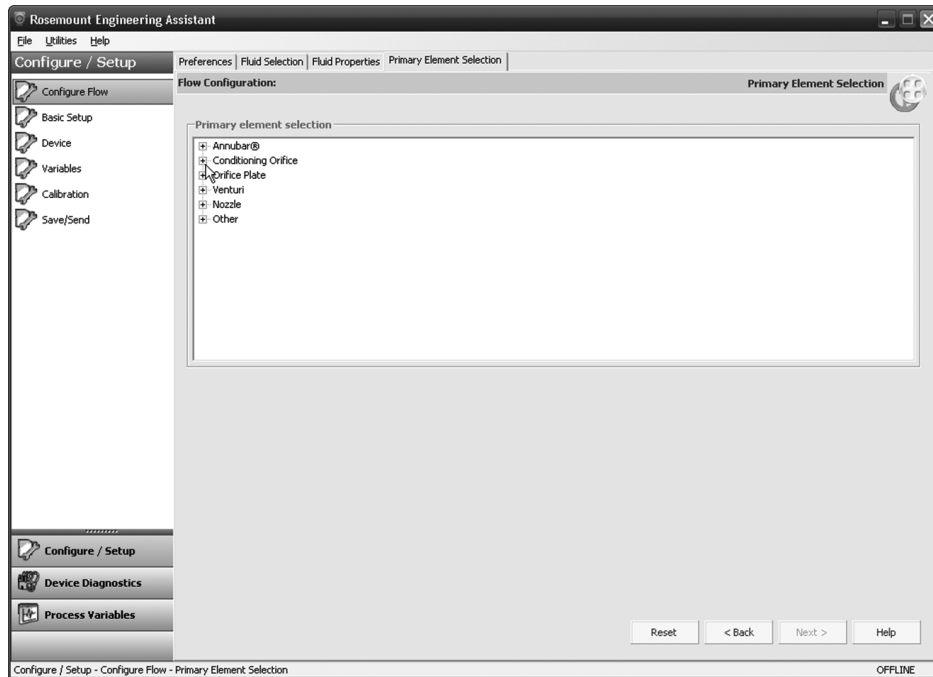 Rosemount Engineering Assistant
File Utilities Help
Configure / Setup
Preferences Fluid Selection Fluid Properties Primary Element Selection
Flow Configuration: Primary Element Selection
Configure Flow
Basic Setup
Device
Variables
Calibration
Save/Send
Primary element selection
Annubar®
Conditioning Orifice
Orifice Plate
Venturi
Nozzle
Other
Configure / Setup
Device Diagnostics
Process Variables
Reset < Back Next > Help
Configure / Setup - Configure Flow - Primary Element Selection OFFLINE